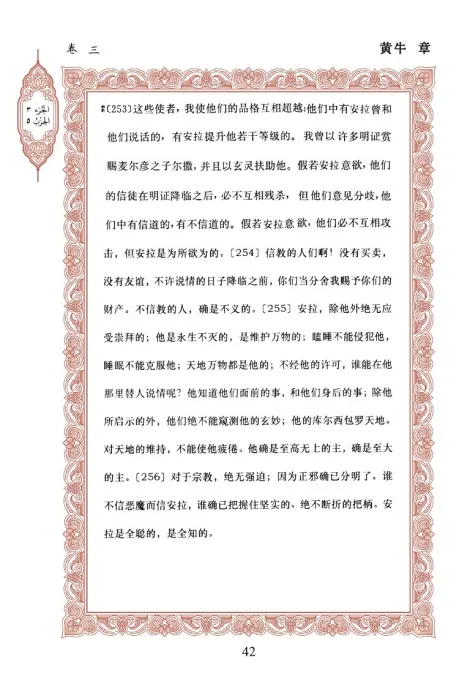 卷 三
黄牛 章
الجزء ٣
الحزب ٥
〔253〕这些使者，我使他们的品格互相超越；他们中有安拉曾和
他们说话的，有安拉提升他若干等级的。我曾以许多明证赏
赐麦尔彦之子尔撒，并且以玄灵扶助他。假若安拉意欲，他们
的信徒在明证降临之后，必不互相残杀，但他们意见分歧，他
们中有信道的，有不信道的。假若安拉意欲，他们必不互相攻
击，但安拉是为所欲为的。〔254〕信教的人们啊！没有买卖，
没有友谊，不许说情的日子降临之前，你们当分舍我赐予你们的
财产。不信教的人，确是不义的。〔255〕安拉，除他外绝无应
受崇拜的；他是永生不灭的，是维护万物的；瞌睡不能侵犯他，
睡眠不能克服他；天地万物都是他的；不经他的许可，谁能在他
那里替人说情呢？他知道他们面前的事，和他们身后的事；除他
所启示的外，他们绝不能窥测他的玄妙；他的库尔西包罗天地。
对天地的维持，不能使他疲倦。他确是至高无上的主，确是至大
的主。〔256〕对于宗教，绝无强迫；因为正邪确已分明了。谁
不信恶魔而信安拉，谁确已把握住坚实的、绝不断折的把柄。安
拉是全聪的，是全知的。
42